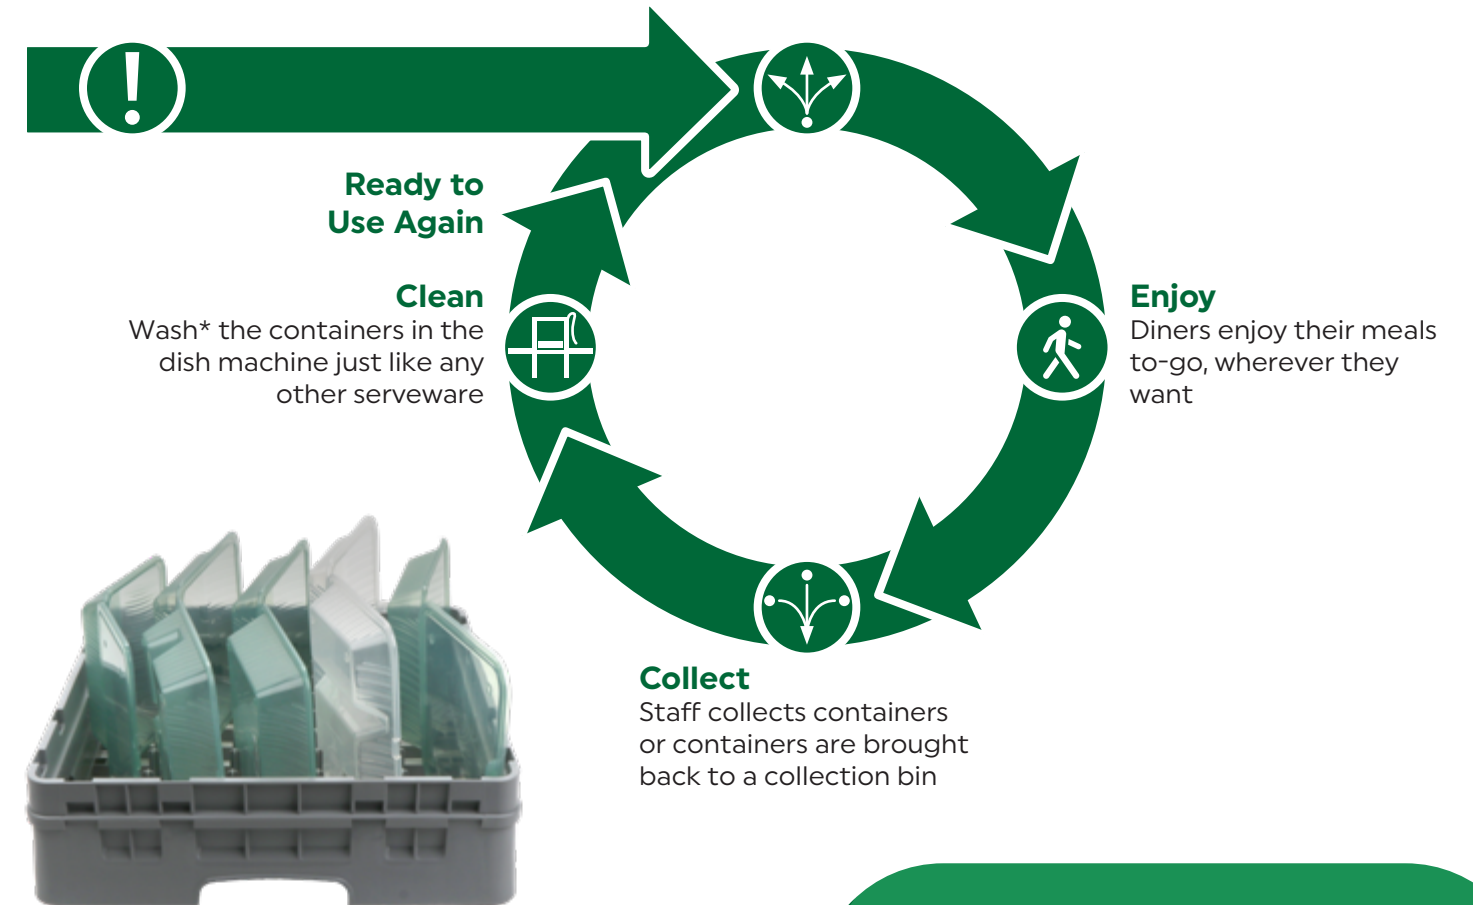 Ready to
Use Again
Clean
Wash* the containers in the
dish machine just like any
other serveware
Enjoy
Diners enjoy their meals
to-go, wherever they
want
Collect
Staff collects containers
or containers are brought
back to a collection bin